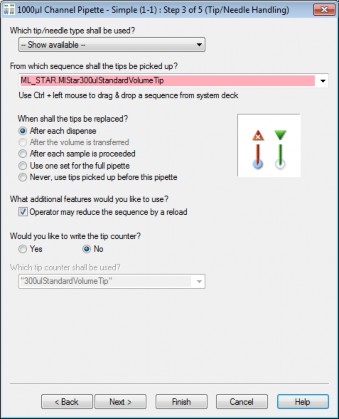 1000µl Channel Pipette - Simple (1-1) : Step 3 of 5 (Tip/Needle Handling)
Which tip/needle type shall be used?
-- Show available --
From which sequence shall the tips be picked up?
ML_STAR.MlStar300ulStandardVolumeTip
Use Ctrl + left mouse to drag & drop a sequence from system deck
When shall the tips be replaced?
After each dispense
After the volume is transferred
After each sample is proceeded
Use one set for the full pipette
Never, use tips picked up before this pipette
What additional features would you like to use?
Operator may reduce the sequence by a reload
Would you like to write the tip counter?
Yes No
Which tip counter shall be used?
"300ulStandardVolumeTip"
< Back Next > Finish Cancel Help